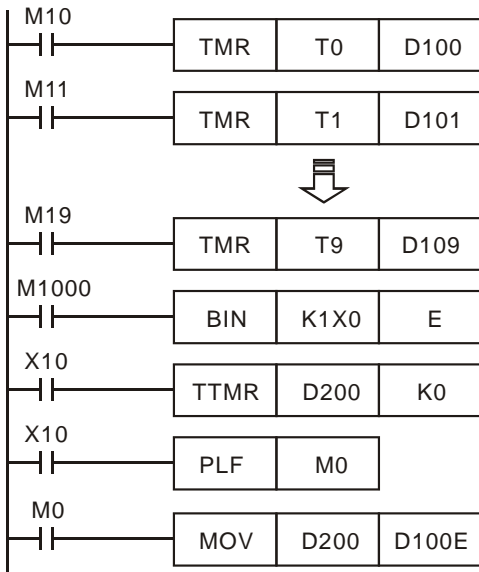 M10
TMR T0 D100
M11
TMR T1 D101
M19
TMR T9 D109
M1000
BIN K1X0 E
X10
TTMR D200 K0
X10
PLF M0
M0
MOV D200 D100E